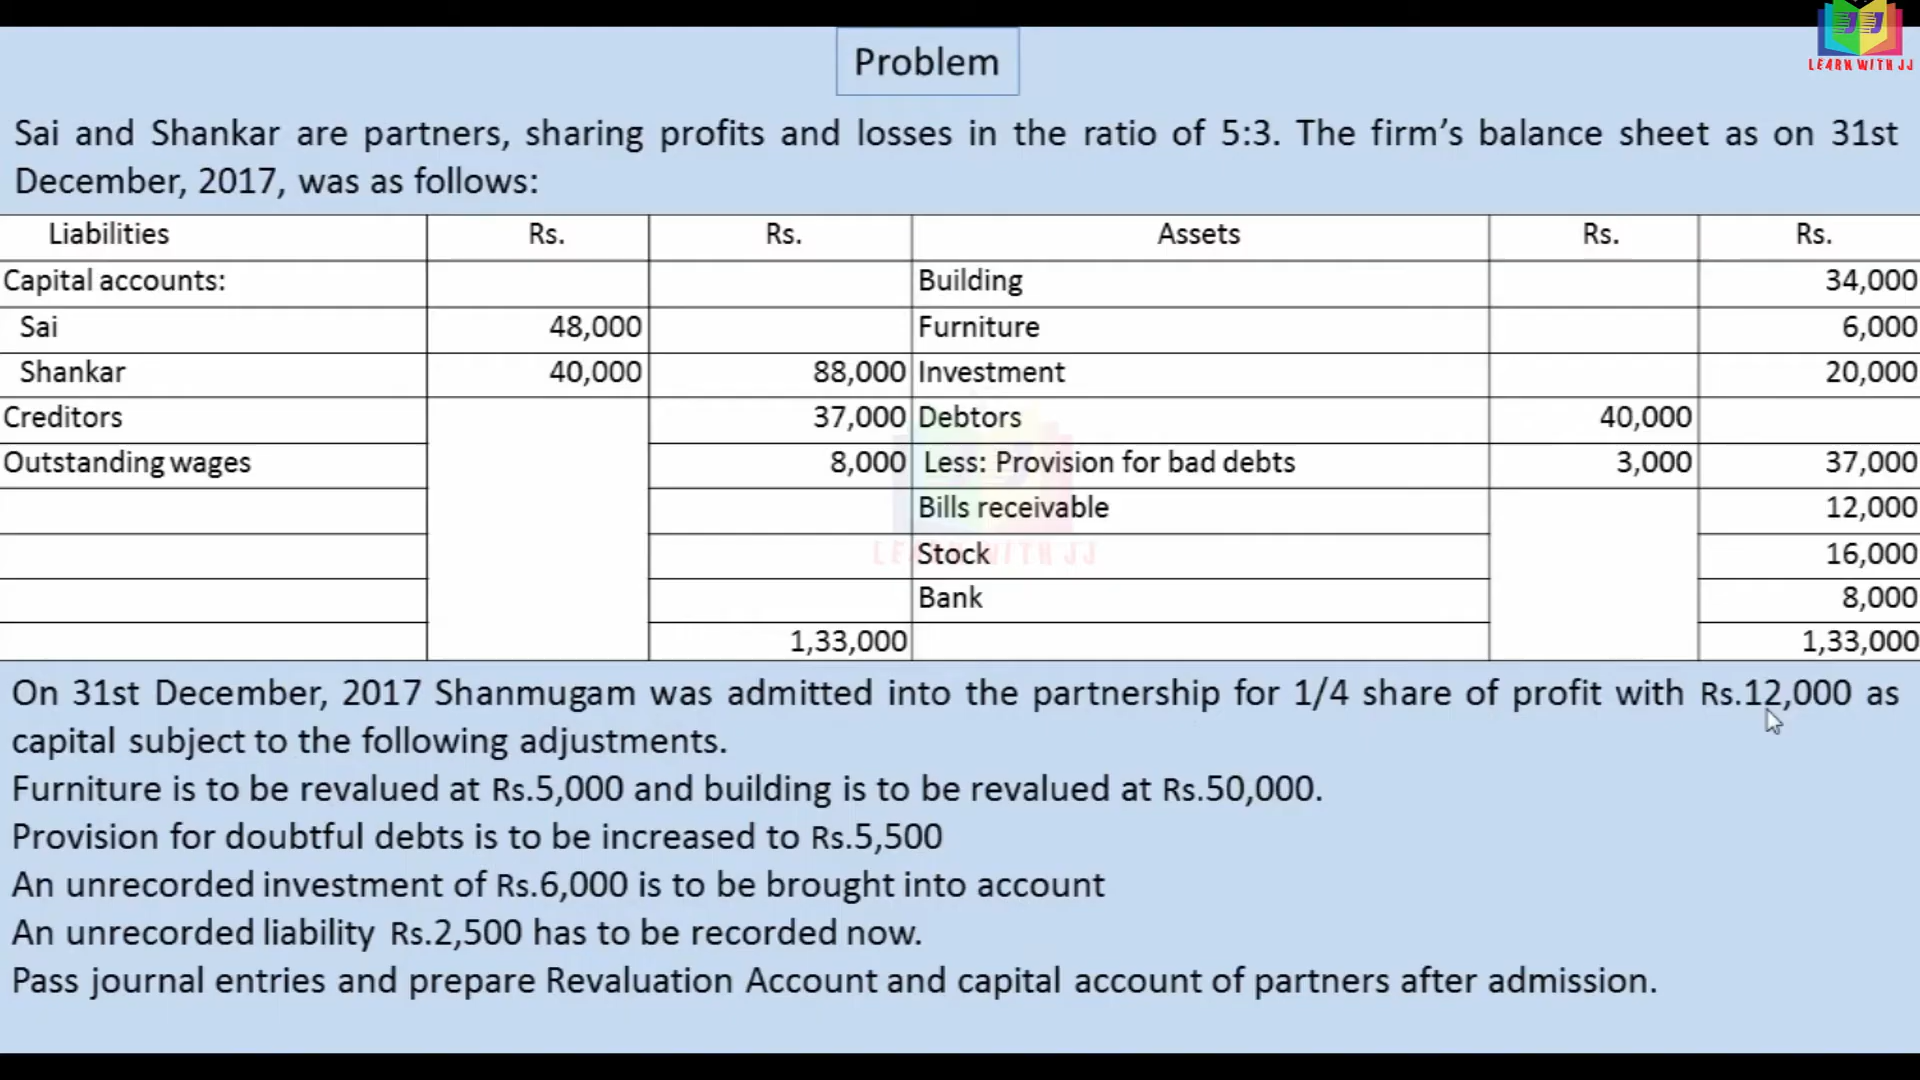 LEARN WITH JJ
Problem
Sai and Shankar are partners, sharing profits and losses in the ratio of 5:3. The firm’s balance sheet as on 31st
December, 2017, was as follows:
Liabilities Rs. Rs. Assets Rs. Rs.
Capital accounts: Building 34,000
Sai 48,000 Furniture 6,000
Shankar 40,000 88,000 Investment 20,000
Creditors 37,000 Debtors 40,000
Outstanding wages 8,000 Less: Provision for bad debts 3,000 37,000
Bills receivable 12,000
Stock 16,000
LEARN WITH JJ
Bank 8,000
1,33,000 1,33,000
On 31st December, 2017 Shanmugam was admitted into the partnership for 1/4 share of profit with Rs.12,000 as
capital subject to the following adjustments.
Furniture is to be revalued at Rs.5,000 and building is to be revalued at Rs.50,000.
Provision for doubtful debts is to be increased to Rs.5,500
An unrecorded investment of Rs.6,000 is to be brought into account
An unrecorded liability Rs.2,500 has to be recorded now.
Pass journal entries and prepare Revaluation Account and capital account of partners after admission.